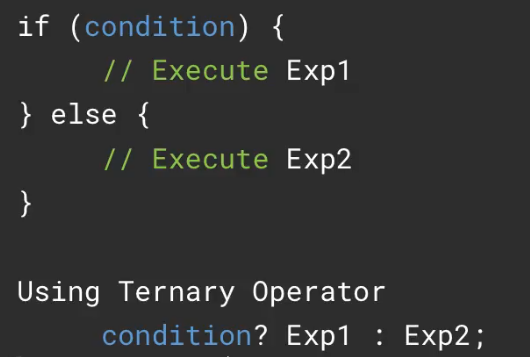 if (condition) {
// Execute Exp1
} else {
// Execute Exp2
}
Using Ternary Operator
condition? Exp1 : Exp2;